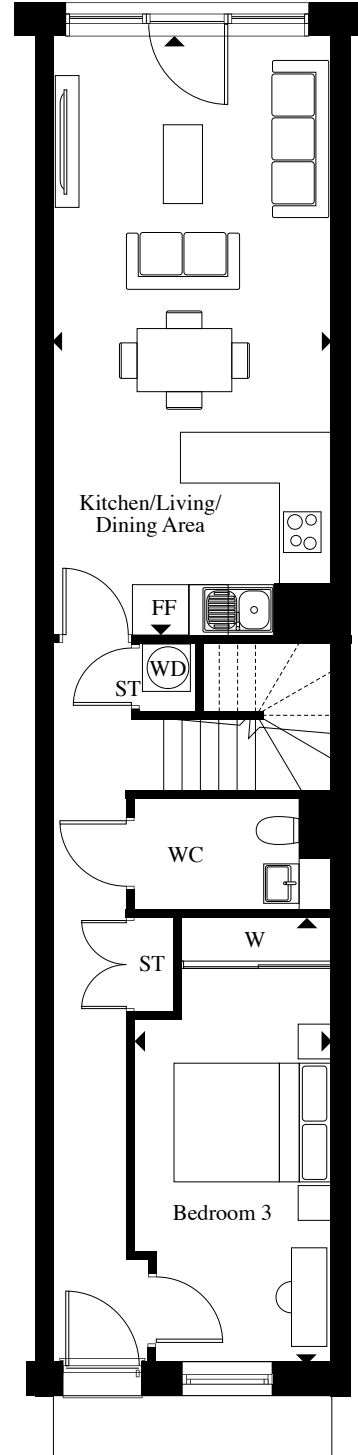 Kitchen/Living/
Dining Area
FF
WD
ST
WC
W
ST
Bedroom 3